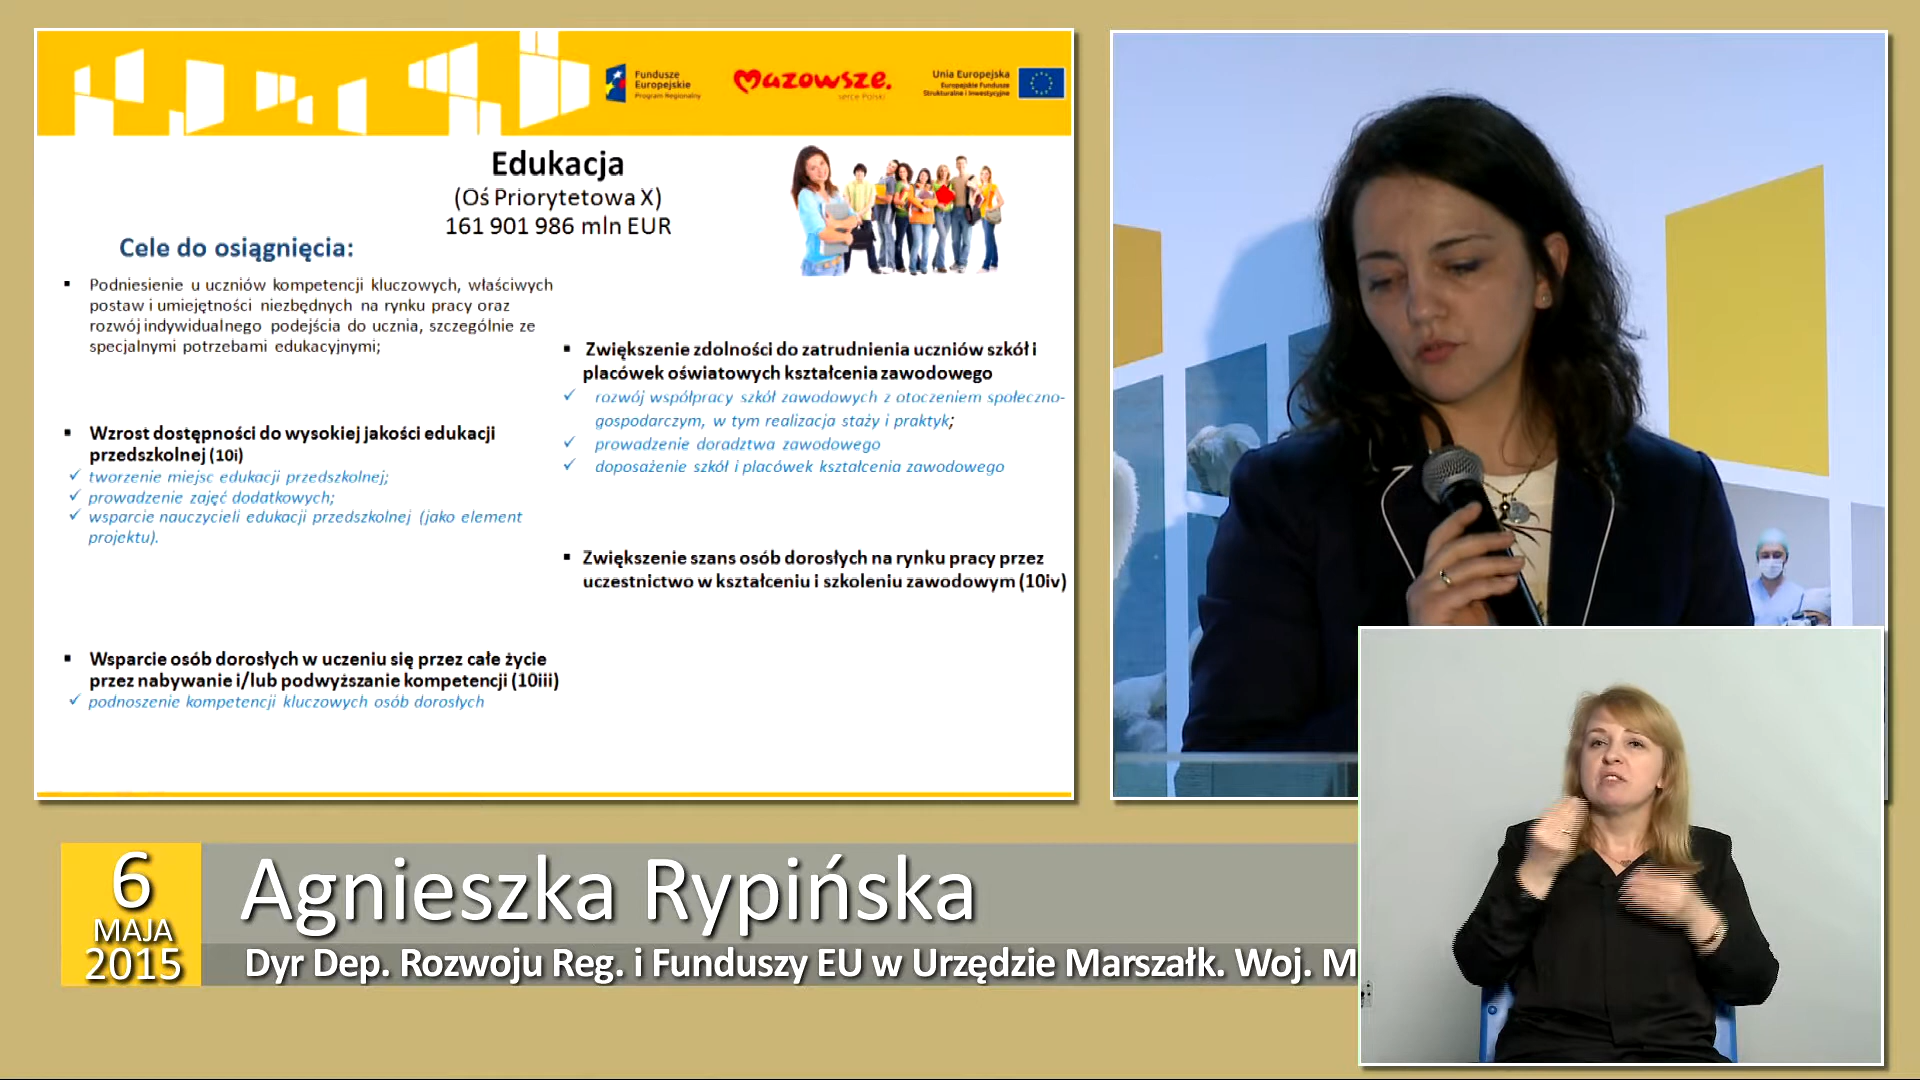 Fundusze
Europejskie
Program Regionalny
mazowsze.
serce Polski
Unia Europejska
Europejskie Fundusze
Strukturalne i Inwestycyjne
Edukacja
(Oś Priorytetowa X)
161 901 986 mln EUR
Cele do osiągnięcia:
▪ Podniesienie u uczniów kompetencji kluczowych, właściwych
postaw i umiejętności niezbędnych na rynku pracy oraz
rozwój indywidualnego podejścia do ucznia, szczególnie ze
specjalnymi potrzebami edukacyjnymi;
▪ Wzrost dostępności do wysokiej jakości edukacji
przedszkolnej (10i)
✓ tworzenie miejsc edukacji przedszkolnej;
✓ prowadzenie zajęć dodatkowych;
✓ wsparcie nauczycieli edukacji przedszkolnej (jako element
projektu).
▪ Wsparcie osób dorosłych w uczeniu się przez całe życie
przez nabywanie i/lub podwyższanie kompetencji (10iii)
✓ podnoszenie kompetencji kluczowych osób dorosłych
▪ Zwiększenie zdolności do zatrudnienia uczniów szkół i
placówek oświatowych kształcenia zawodowego
✓ rozwój współpracy szkół zawodowych z otoczeniem społeczno-
gospodarczym, w tym realizacja staży i praktyk;
✓ prowadzenie doradztwa zawodowego
✓ doposażenie szkół i placówek kształcenia zawodowego
▪ Zwiększenie szans osób dorosłych na rynku pracy przez
uczestnictwo w kształceniu i szkoleniu zawodowym (10iv)
6
MAJA
2015
Agnieszka Rypińska
Dyr Dep. Rozwoju Reg. i Funduszy EU w Urzędzie Marszałk. Woj. M